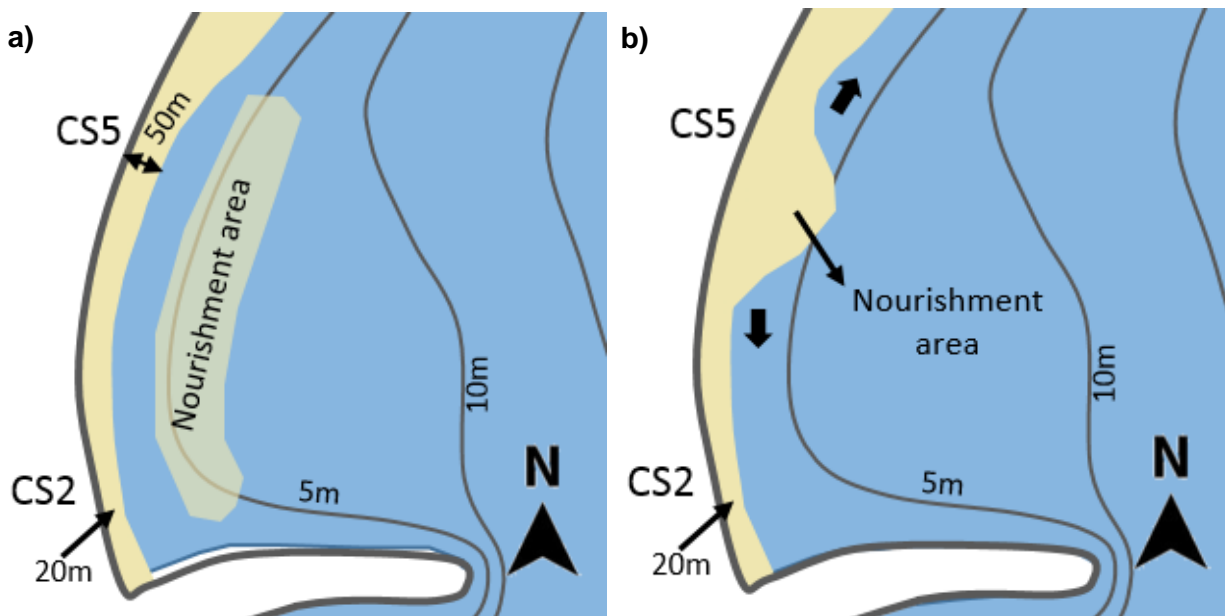 a)
50m
CS5
Nourishment area
10m
CS2
5m
20m
N
b)
CS5
Nourishment
area
10m
CS2
5m
20m
N